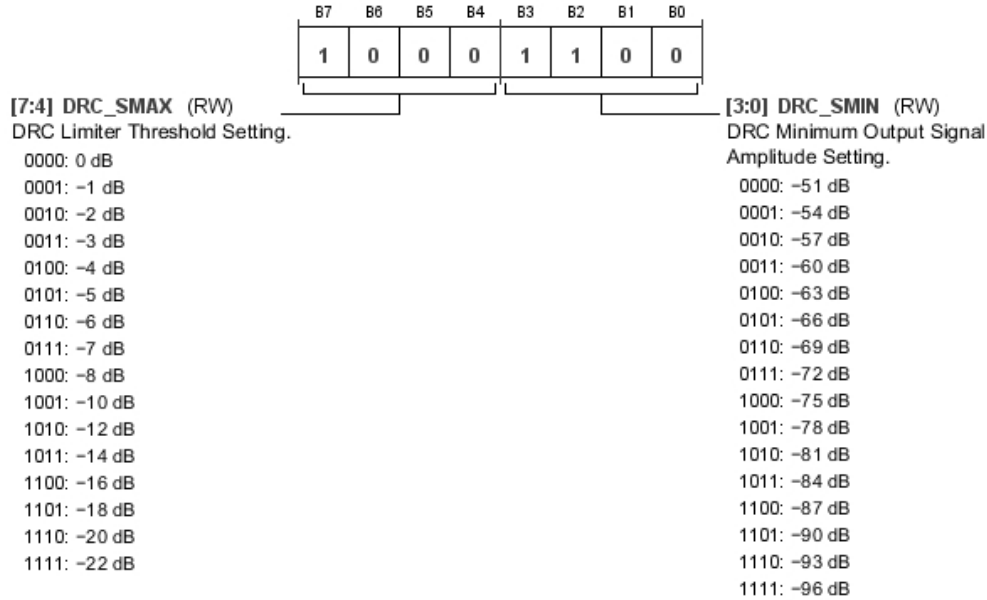 B7 B6 B5 B4 B3 B2 B1 B0
1 0 0 0 1 1 0 0
[7:4] DRC_SMAX (RW)
DRC Limiter Threshold Setting.
0000: 0 dB
0001: −1 dB
0010: −2 dB
0011: −3 dB
0100: −4 dB
0101: −5 dB
0110: −6 dB
0111: −7 dB
1000: −8 dB
1001: −10 dB
1010: −12 dB
1011: −14 dB
1100: −16 dB
1101: −18 dB
1110: −20 dB
1111: −22 dB
[3:0] DRC_SMIN (RW)
DRC Minimum Output Signal
Amplitude Setting.
0000: −51 dB
0001: −54 dB
0010: −57 dB
0011: −60 dB
0100: −63 dB
0101: −66 dB
0110: −69 dB
0111: −72 dB
1000: −75 dB
1001: −78 dB
1010: −81 dB
1011: −84 dB
1100: −87 dB
1101: −90 dB
1110: −93 dB
1111: −96 dB